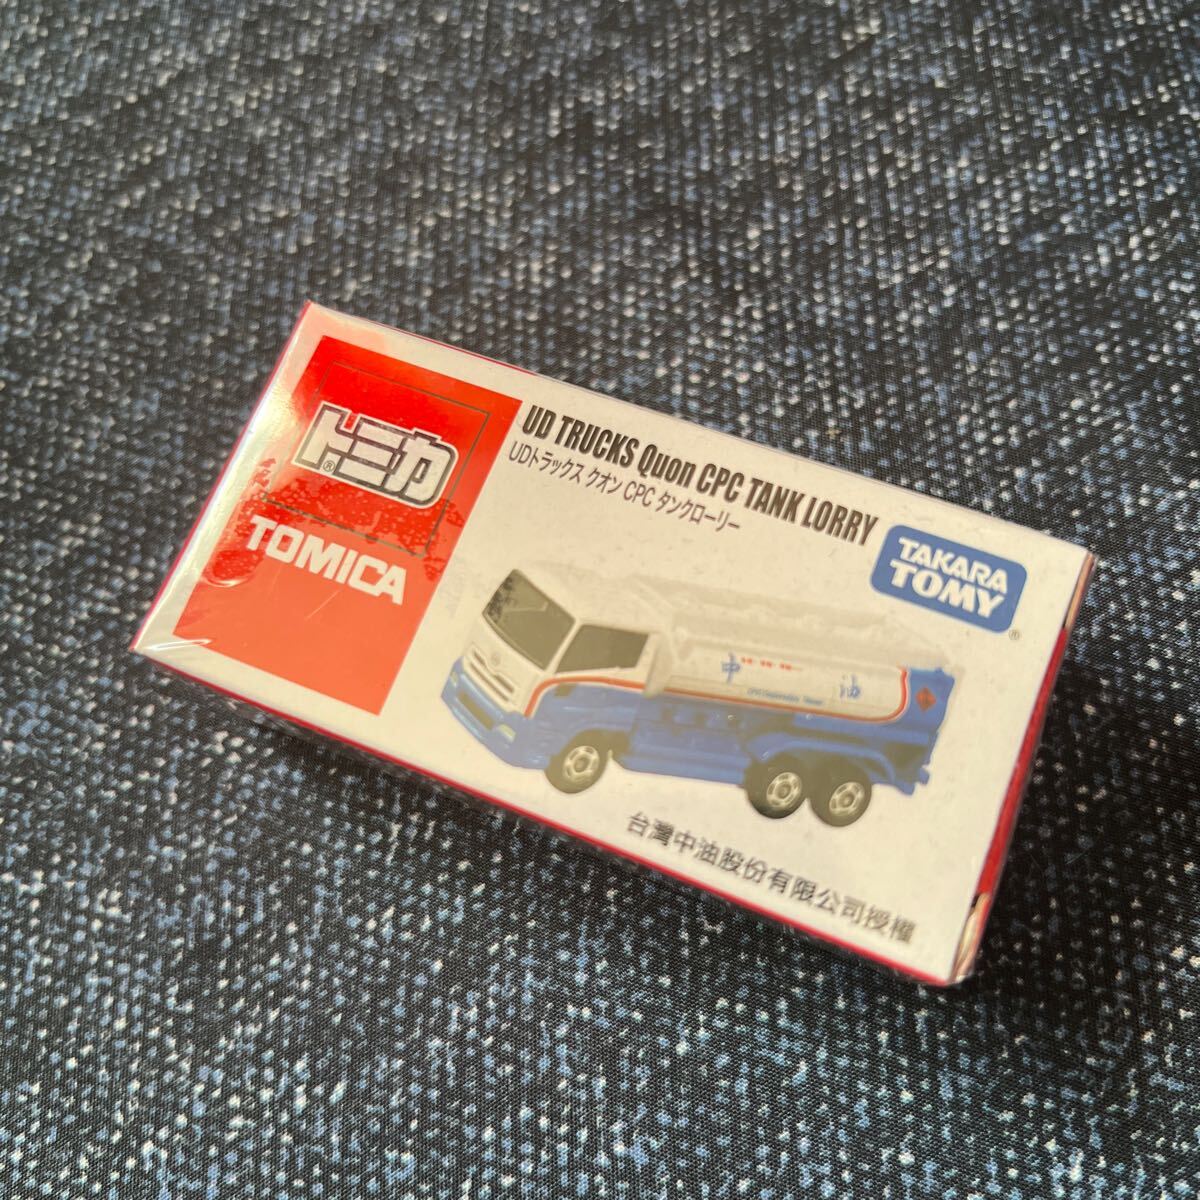 トミカ®
TOMICA
UD TRUCKS Quon CPC TANK LORRY
UDトラックス クオン CPC タンクローリー
TAKARA
TOMY®
中 油
台灣中油股份有限公司授權